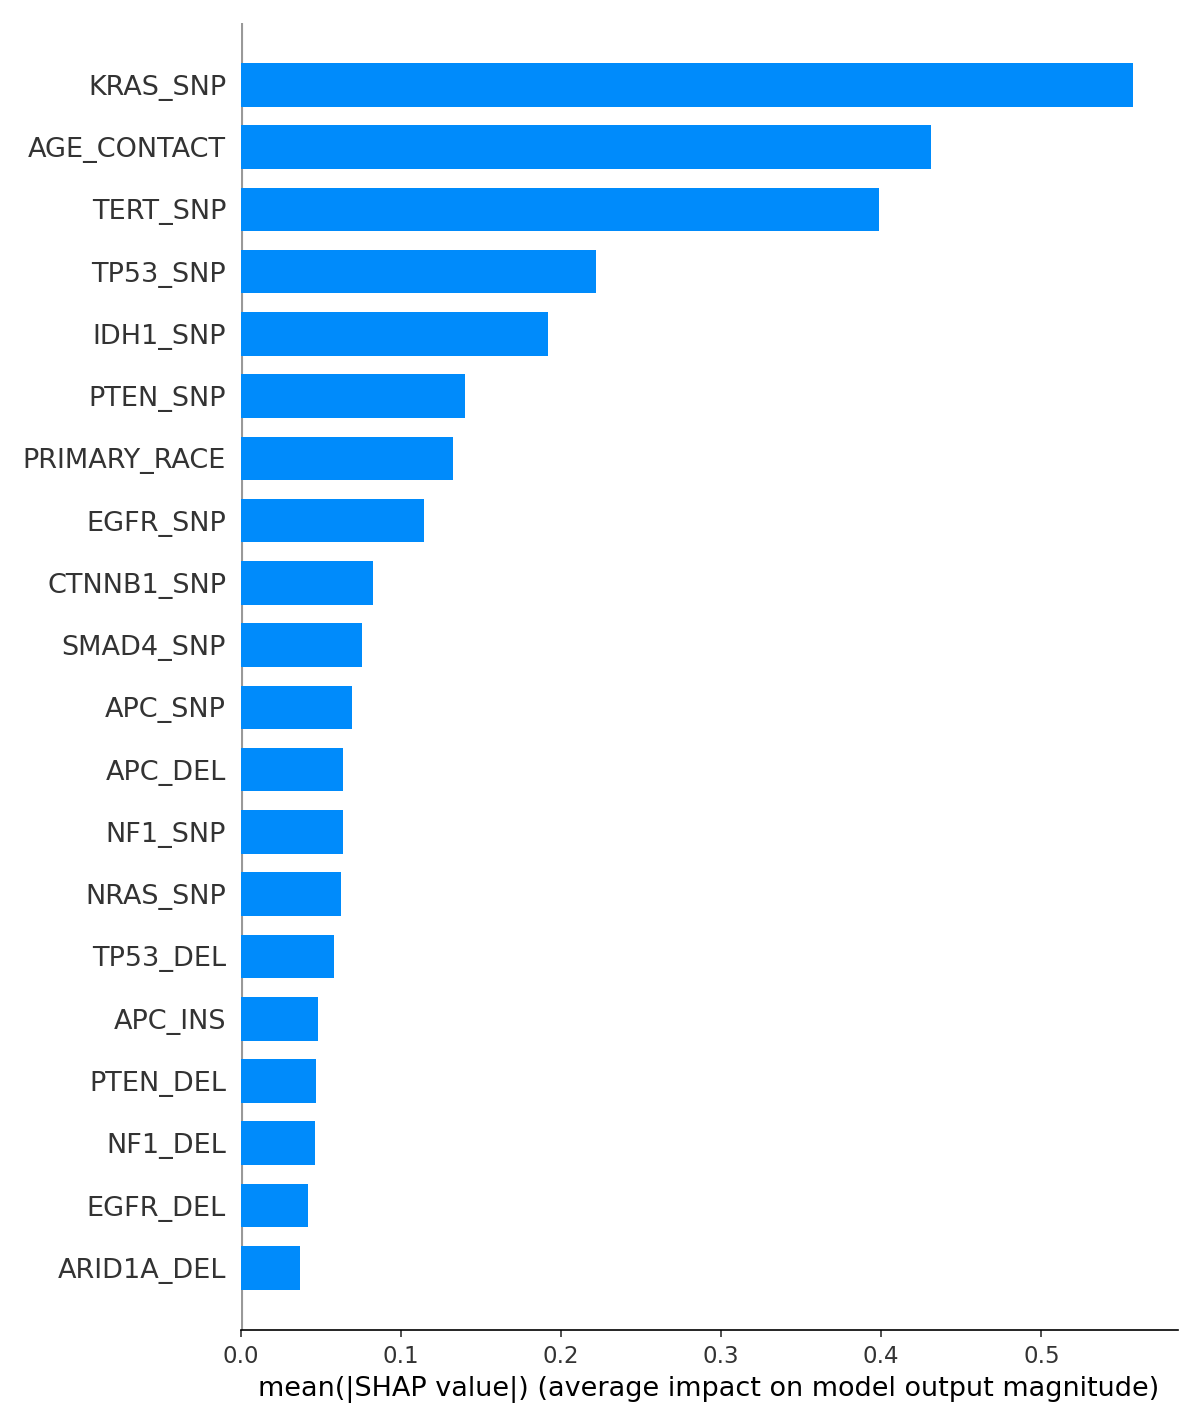 KRAS_SNP
AGE_CONTACT
TERT_SNP
TP53_SNP
IDH1_SNP
PTEN_SNP
PRIMARY_RACE
EGFR_SNP
CTNNB1_SNP
SMAD4_SNP
APC_SNP
APC_DEL
NF1_SNP
NRAS_SNP
TP53_DEL
APC_INS
PTEN_DEL
NF1_DEL
EGFR_DEL
ARID1A_DEL
0.0 0.1 0.2 0.3 0.4 0.5
mean(|SHAP value|) (average impact on model output magnitude)